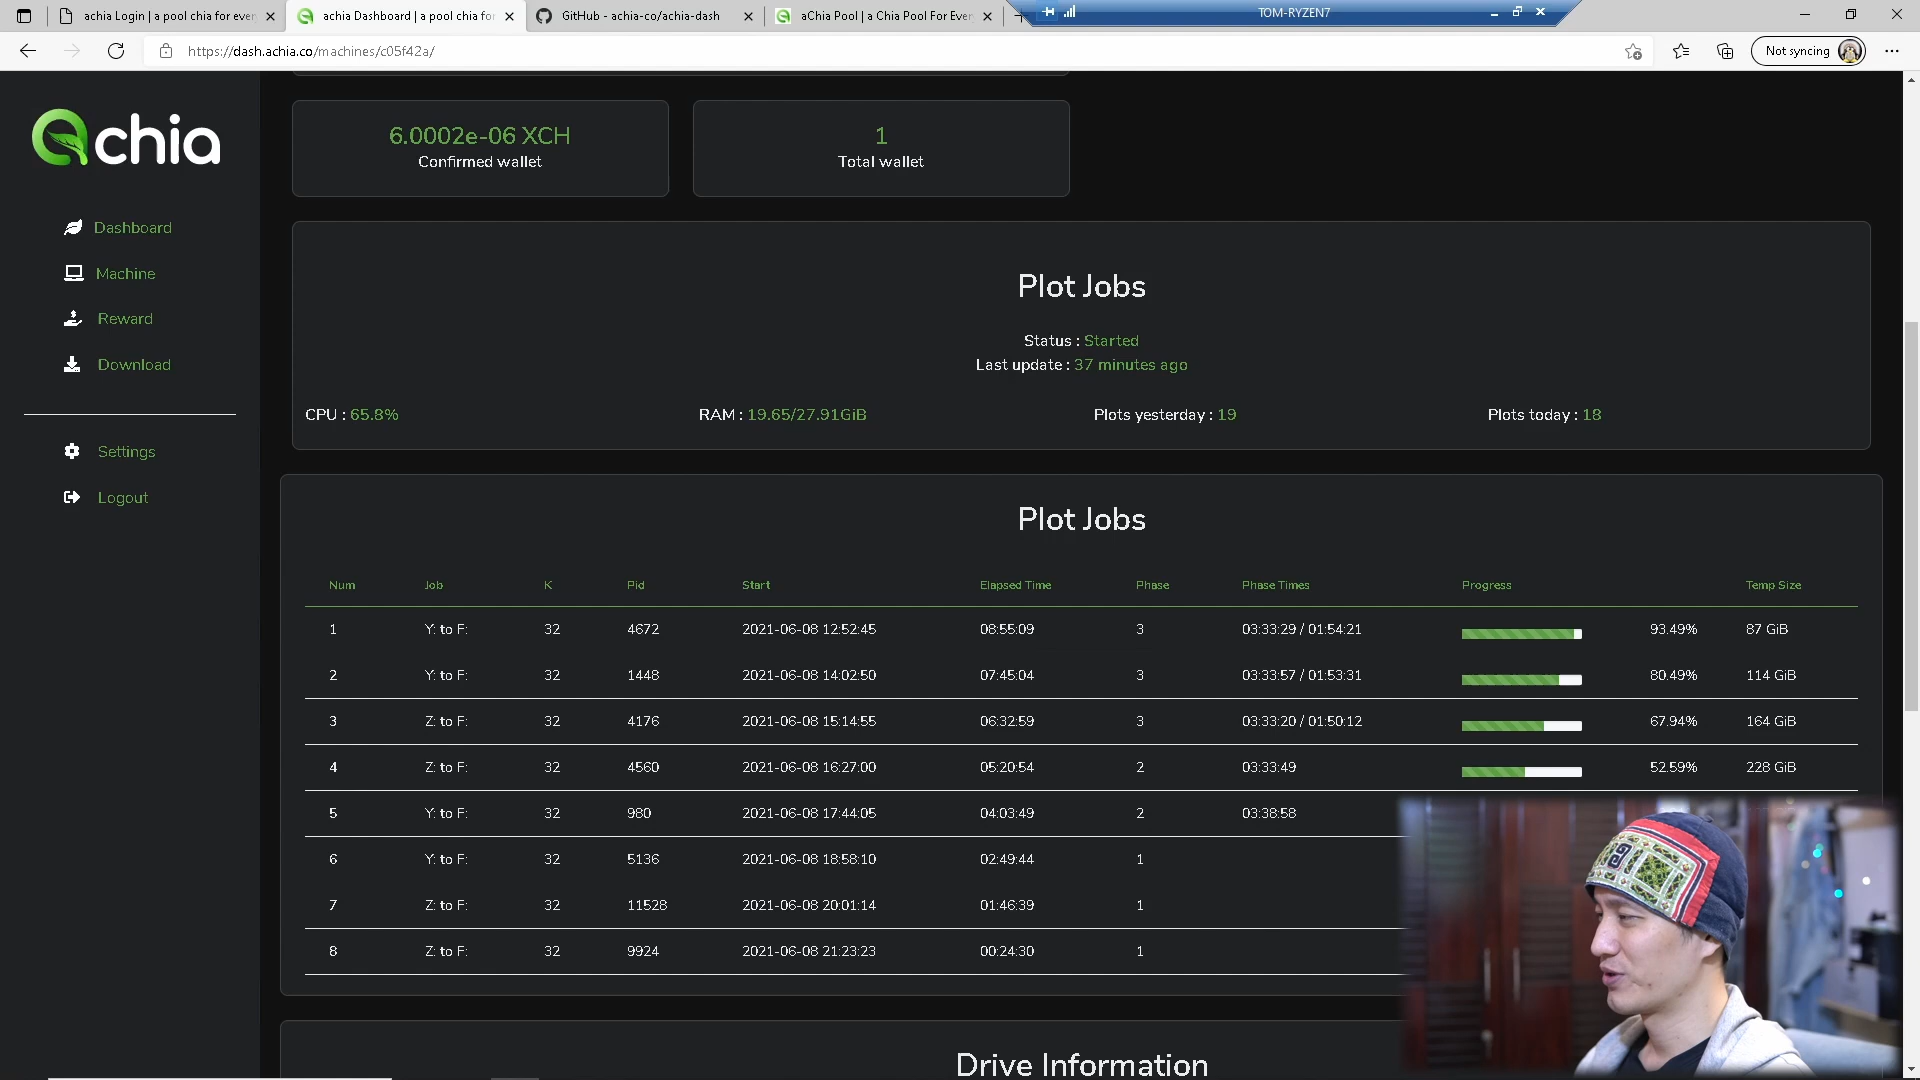 achia Login | a pool chia for ever
achia Dashboard | a pool chia fo
GitHub - achia-co/achia-dash
aChia Pool | a Chia Pool For Ever
TOM-RYZEN7
https://dash.achia.co/machines/c05f42a/
Not syncing
achia
Dashboard
Machine
Reward
Download
Settings
Logout
6.0002e-06 XCH
Confirmed wallet
1
Total wallet
Plot Jobs
Status : Started
Last update : 37 minutes ago
CPU : 65.8% RAM : 19.65/27.91GiB Plots yesterday : 19 Plots today : 18
Plot Jobs
Num Job K Pid Start Elapsed Time Phase Phase Times Progress Temp Size
1 Y: to F: 32 4672 2021-06-08 12:52:45 08:55:09 3 03:33:29 / 01:54:21 93.49% 87 GiB
2 Y: to F: 32 1448 2021-06-08 14:02:50 07:45:04 3 03:33:57 / 01:53:31 80.49% 114 GiB
3 Z: to F: 32 4176 2021-06-08 15:14:55 06:32:59 3 03:33:20 / 01:50:12 67.94% 164 GiB
4 Z: to F: 32 4560 2021-06-08 16:27:00 05:20:54 2 03:33:49 52.59% 228 GiB
5 Y: to F: 32 980 2021-06-08 17:44:05 04:03:49 2 03:38:58
6 Y: to F: 32 5136 2021-06-08 18:58:10 02:49:44 1
7 Z: to F: 32 11528 2021-06-08 20:01:14 01:46:39 1
8 Z: to F: 32 9924 2021-06-08 21:23:23 00:24:30 1
Drive Information